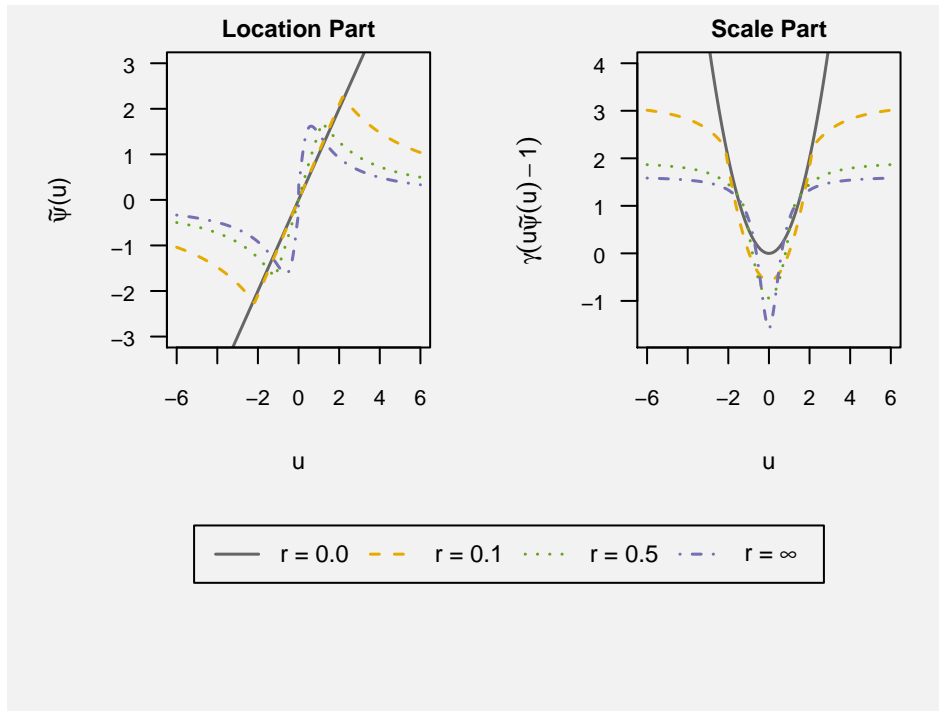 Location Part
3
2
1
0
−1
−2
−3
ψ̃(u)
−6 −2 0 2 4 6
u
Scale Part
4
3
2
1
0
−1
γ(uψ̃(u) − 1)
−6 −2 0 2 4 6
u
r = 0.0 r = 0.1 r = 0.5 r = ∞